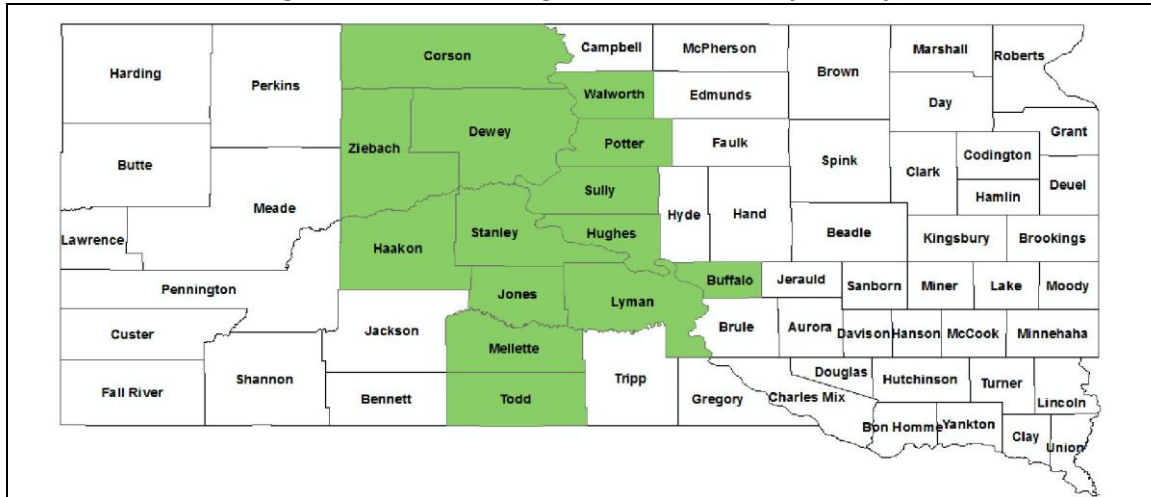 Corson
Campbell
McPherson
Marshall
Roberts
Harding
Perkins
Brown
Walworth
Edmunds
Day
Dewey
Ziebach
Potter
Faulk
Grant
Butte
Spink
Clark
Codington
Deuel
Meade
Sully
Hyde
Hand
Hamlin
Lawrence
Haakon
Stanley
Hughes
Beadle
Kingsbury
Brookings
Pennington
Jones
Lyman
Buffalo
Jerauld
Sanborn
Miner
Lake
Moody
Custer
Jackson
Mellette
Brule
Aurora
Davison
Hanson
McCook
Minnehaha
Fall River
Shannon
Bennett
Todd
Tripp
Gregory
Douglas
Charles Mix
Hutchinson
Turner
Lincoln
Bon Homme
Yankton
Clay
Union